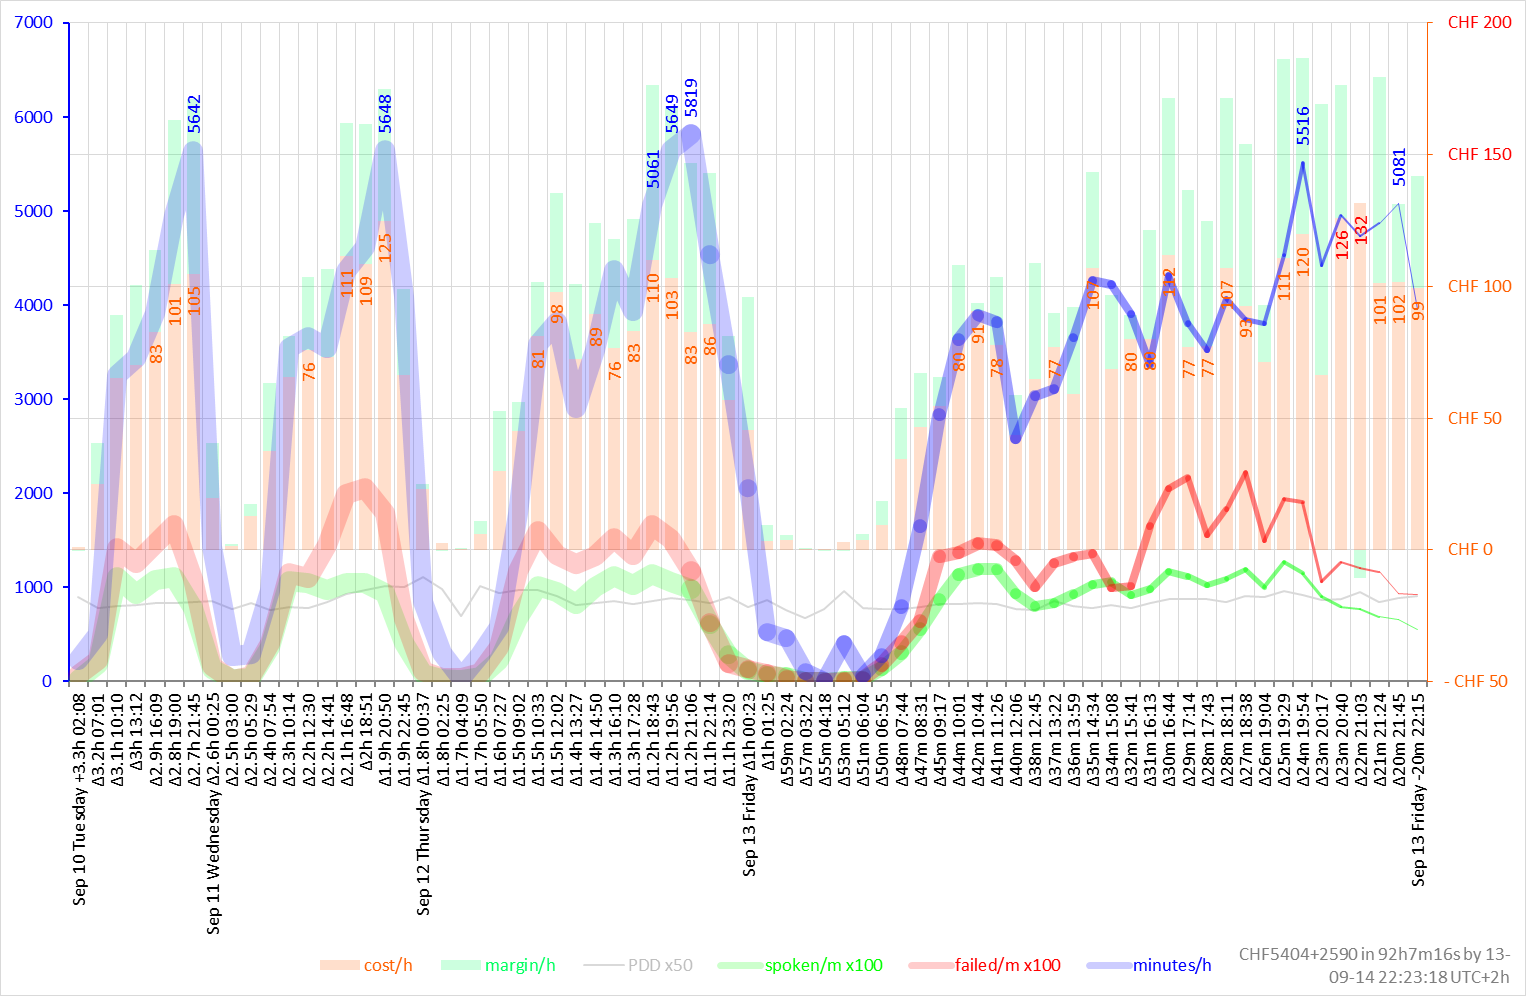 7000
6000
5000
4000
3000
2000
1000
0
CHF 200
CHF 150
CHF 100
CHF 50
CHF 0
- CHF 50
5642
5648
5061
5649
5819
5516
5081
83
101
105
76
111
109
125
81
98
89
76
83
110
103
83
86
80
91
78
77
107
80
80
112
77
77
107
93
111
120
126
132
101
102
99
Sep 10 Tuesday +3.3h 02:08
Δ3.2h 07:01
Δ3.1h 10:10
Δ3h 13:12
Δ2.9h 16:09
Δ2.8h 19:00
Δ2.7h 21:45
Sep 11 Wednesday Δ2.6h 00:25
Δ2.5h 03:00
Δ2.5h 05:29
Δ2.4h 07:54
Δ2.3h 10:14
Δ2.2h 12:30
Δ2.2h 14:41
Δ2.1h 16:48
Δ2h 18:51
Δ1.9h 20:50
Δ1.9h 22:45
Sep 12 Thursday Δ1.8h 00:37
Δ1.8h 02:25
Δ1.7h 04:09
Δ1.7h 05:50
Δ1.6h 07:27
Δ1.5h 09:02
Δ1.5h 10:33
Δ1.5h 12:02
Δ1.4h 13:27
Δ1.4h 14:50
Δ1.3h 16:10
Δ1.3h 17:28
Δ1.2h 18:43
Δ1.2h 19:56
Δ1.2h 21:06
Δ1.1h 22:14
Δ1.1h 23:20
Sep 13 Friday Δ1h 00:23
Δ1h 01:25
Δ59m 02:24
Δ57m 03:22
Δ55m 04:18
Δ53m 05:12
Δ51m 06:04
Δ50m 06:55
Δ48m 07:44
Δ47m 08:31
Δ45m 09:17
Δ44m 10:01
Δ42m 10:44
Δ41m 11:26
Δ40m 12:06
Δ38m 12:45
Δ37m 13:22
Δ36m 13:59
Δ35m 14:34
Δ34m 15:08
Δ32m 15:41
Δ31m 16:13
Δ30m 16:44
Δ29m 17:14
Δ28m 17:43
Δ28m 18:11
Δ27m 18:38
Δ26m 19:04
Δ25m 19:29
Δ24m 19:54
Δ23m 20:17
Δ23m 20:40
Δ22m 21:03
Δ21m 21:24
Δ20m 21:45
Sep 13 Friday -20m 22:15
cost/h
margin/h
PDD x50
spoken/m x100
failed/m x100
minutes/h
CHF5404+2590 in 92h7m16s by 13-
09-14 22:23:18 UTC+2h